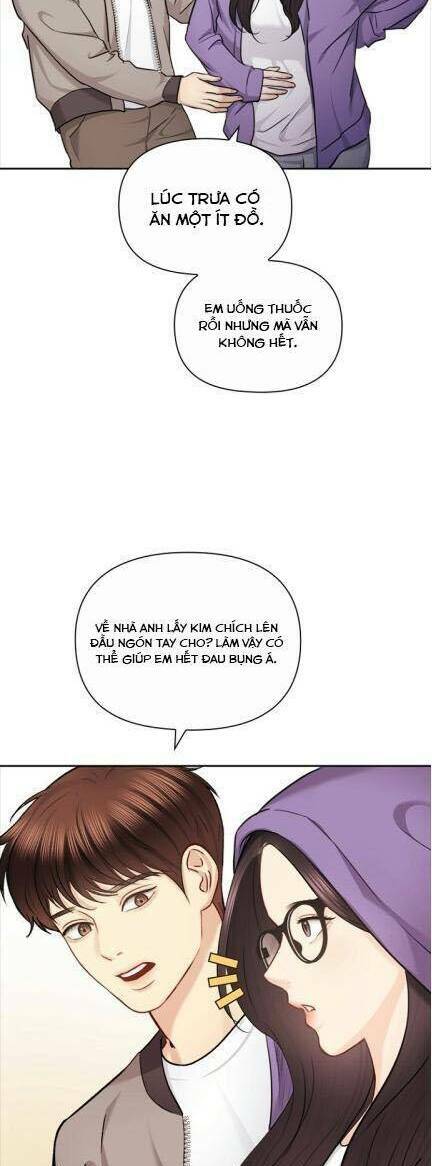 LÚC TRƯA CÓ
ĂN MỘT ÍT ĐỒ.
EM UỐNG THUỐC
RỒI NHƯNG MÀ VẪN
KHÔNG HẾT.
VỀ NHÀ ANH LẤY KIM CHÍCH LÊN
ĐẦU NGÓN TAY CHO? LÀM VẬY CÓ
THỂ GIÚP EM HẾT ĐAU BỤNG Á.